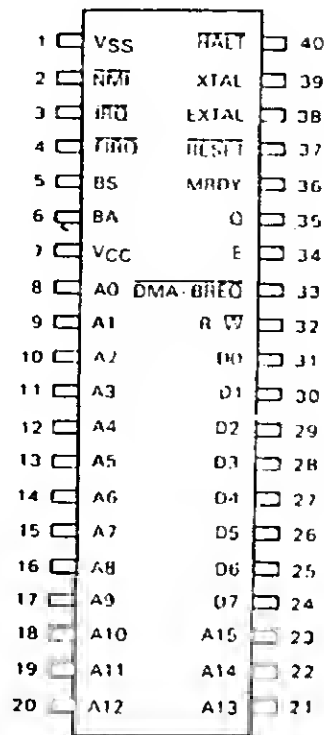 1 VSS HALT 40
2 NMI XTAL 39
3 IRQ EXTAL 38
4 FIRQ RESET 37
5 BS MRDY 36
6 BA Q 35
7 VCC E 34
8 A0 DMA·BREQ 33
9 A1 R W 32
10 A2 D0 31
11 A3 D1 30
12 A4 D2 29
13 A5 D3 28
14 A6 D4 27
15 A7 D5 26
16 A8 D6 25
17 A9 D7 24
18 A10 A15 23
19 A11 A14 22
20 A12 A13 21